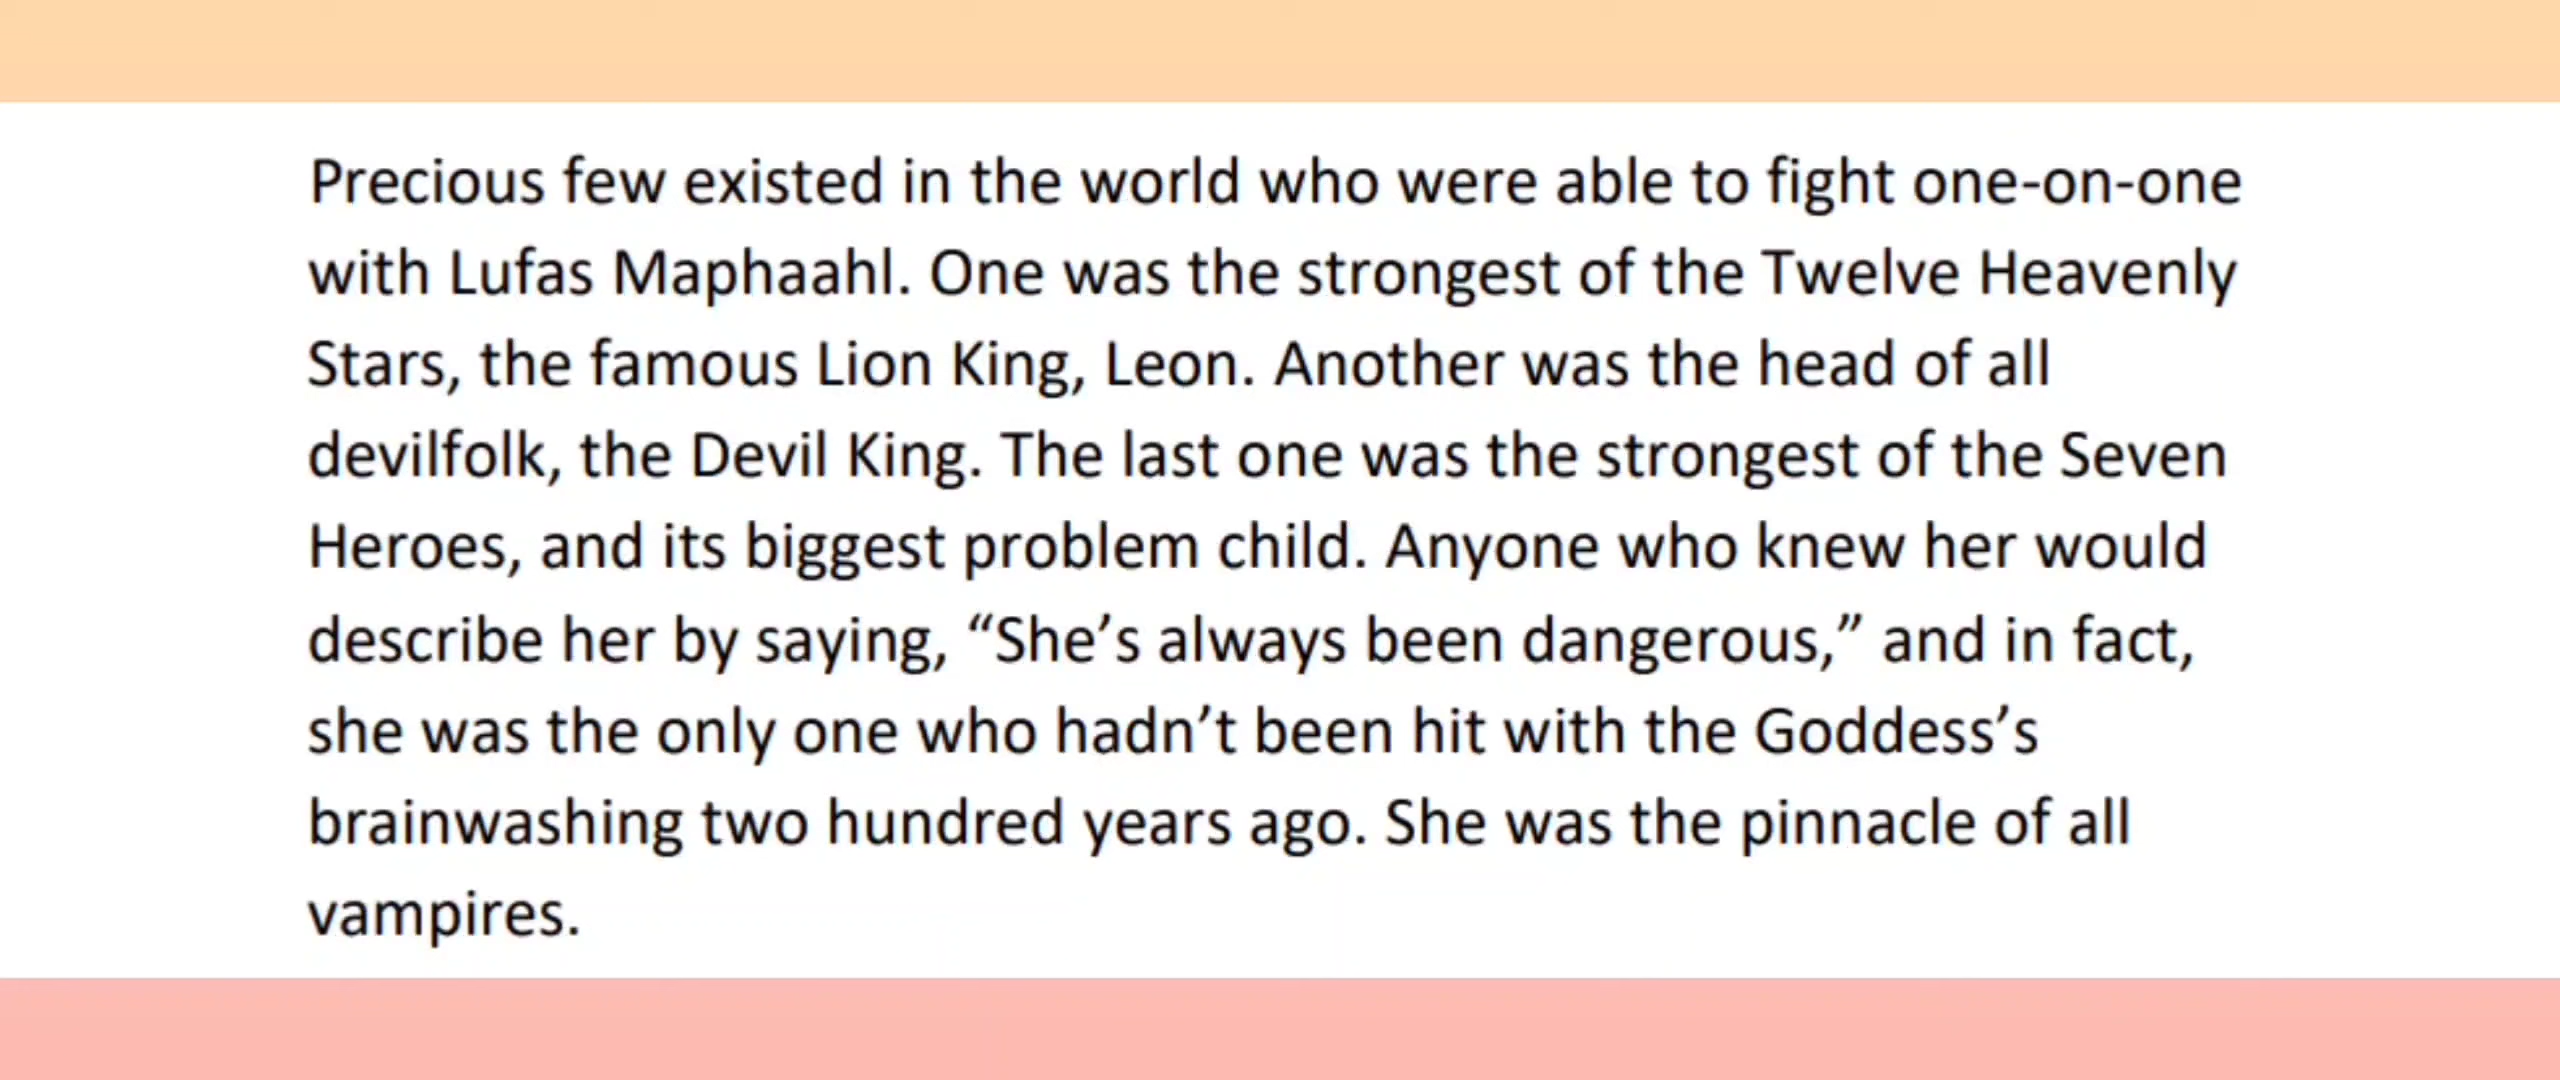 Precious few existed in the world who were able to fight one-on-one
with Lufas Maphaahl. One was the strongest of the Twelve Heavenly
Stars, the famous Lion King, Leon. Another was the head of all
devilfolk, the Devil King. The last one was the strongest of the Seven
Heroes, and its biggest problem child. Anyone who knew her would
describe her by saying, “She’s always been dangerous,” and in fact,
she was the only one who hadn’t been hit with the Goddess’s
brainwashing two hundred years ago. She was the pinnacle of all
vampires.